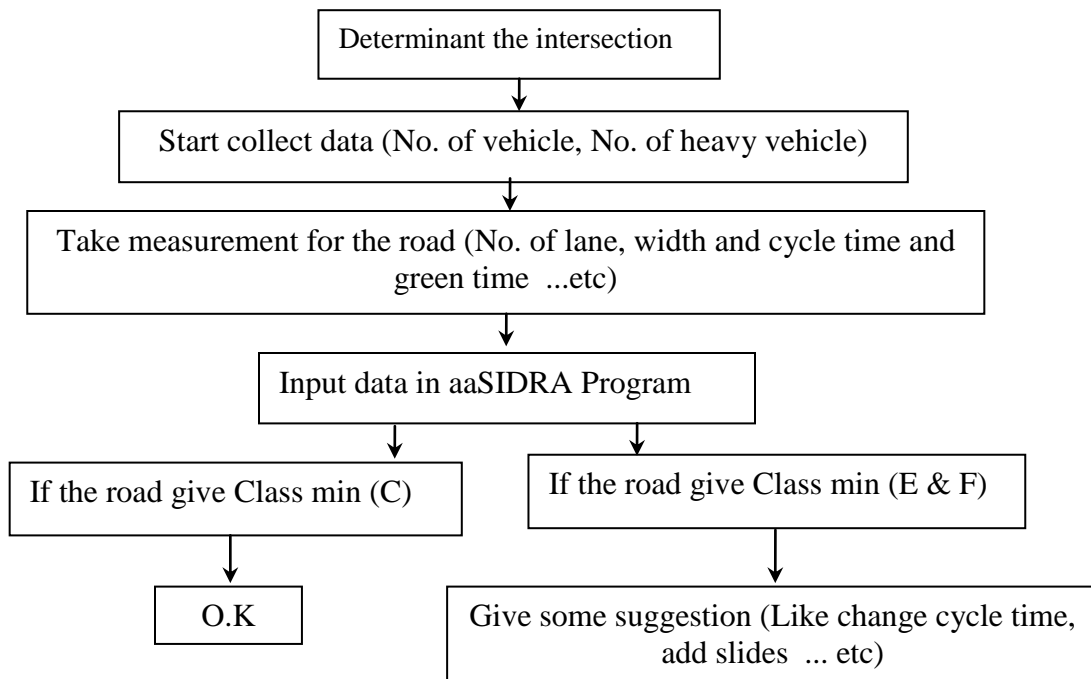 Determinant the intersection
Start collect data (No. of vehicle, No. of heavy vehicle)
Take measurement for the road (No. of lane, width and cycle time and
green time ...etc)
Input data in aaSIDRA Program
If the road give Class min (C)
If the road give Class min (E & F)
O.K
Give some suggestion (Like change cycle time,
add slides ... etc)